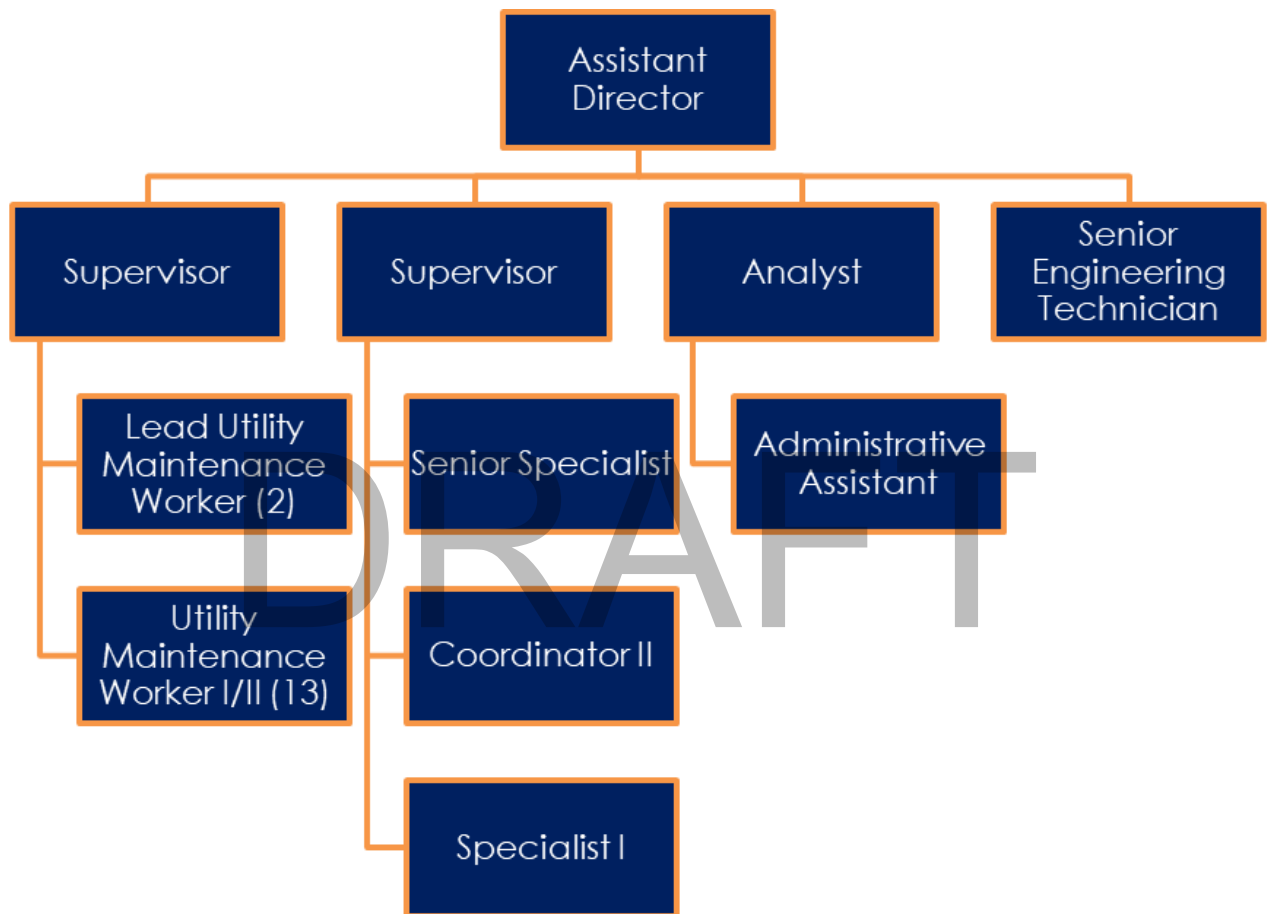 Assistant
Director
Supervisor
Supervisor
Analyst
Senior
Engineering
Technician
Lead Utility
Maintenance
Worker (2)
Senior Specialist
Administrative
Assistant
Utility
Maintenance
Worker I/II (13)
Coordinator II
Specialist I
DRAFT